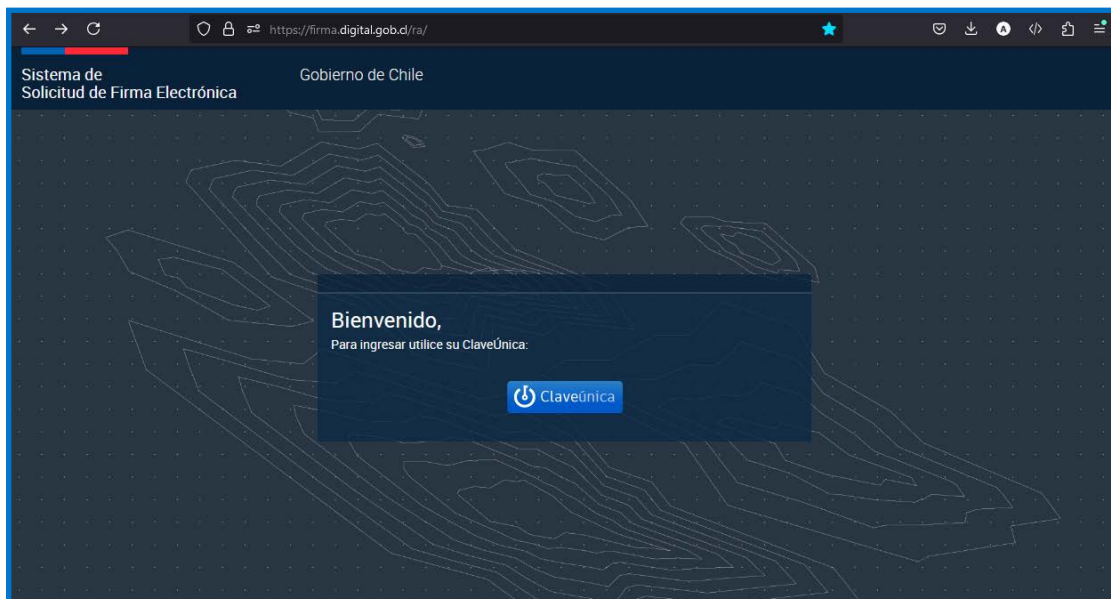 https://firma.digital.gob.cl/ra/
Sistema de
Solicitud de Firma Electrónica
Gobierno de Chile
Bienvenido,
Para ingresar utilice su ClaveÚnica:
Claveúnica